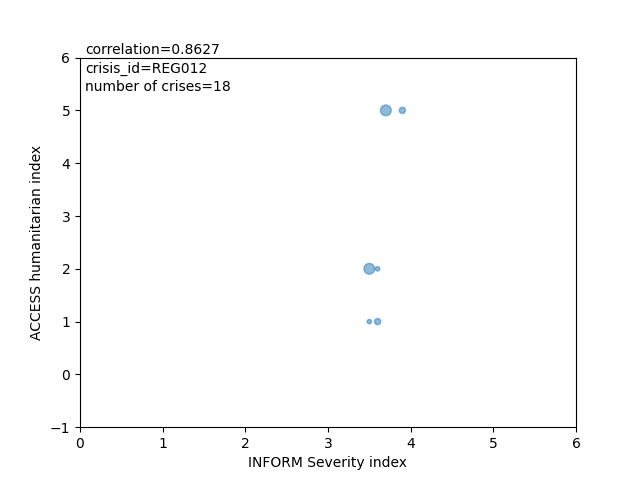 correlation=0.8627
crisis_id=REG012
number of crises=18
ACCESS humanitarian index
6
5
4
3
2
1
0
−1
0 1 2 3 4 5 6
INFORM Severity index